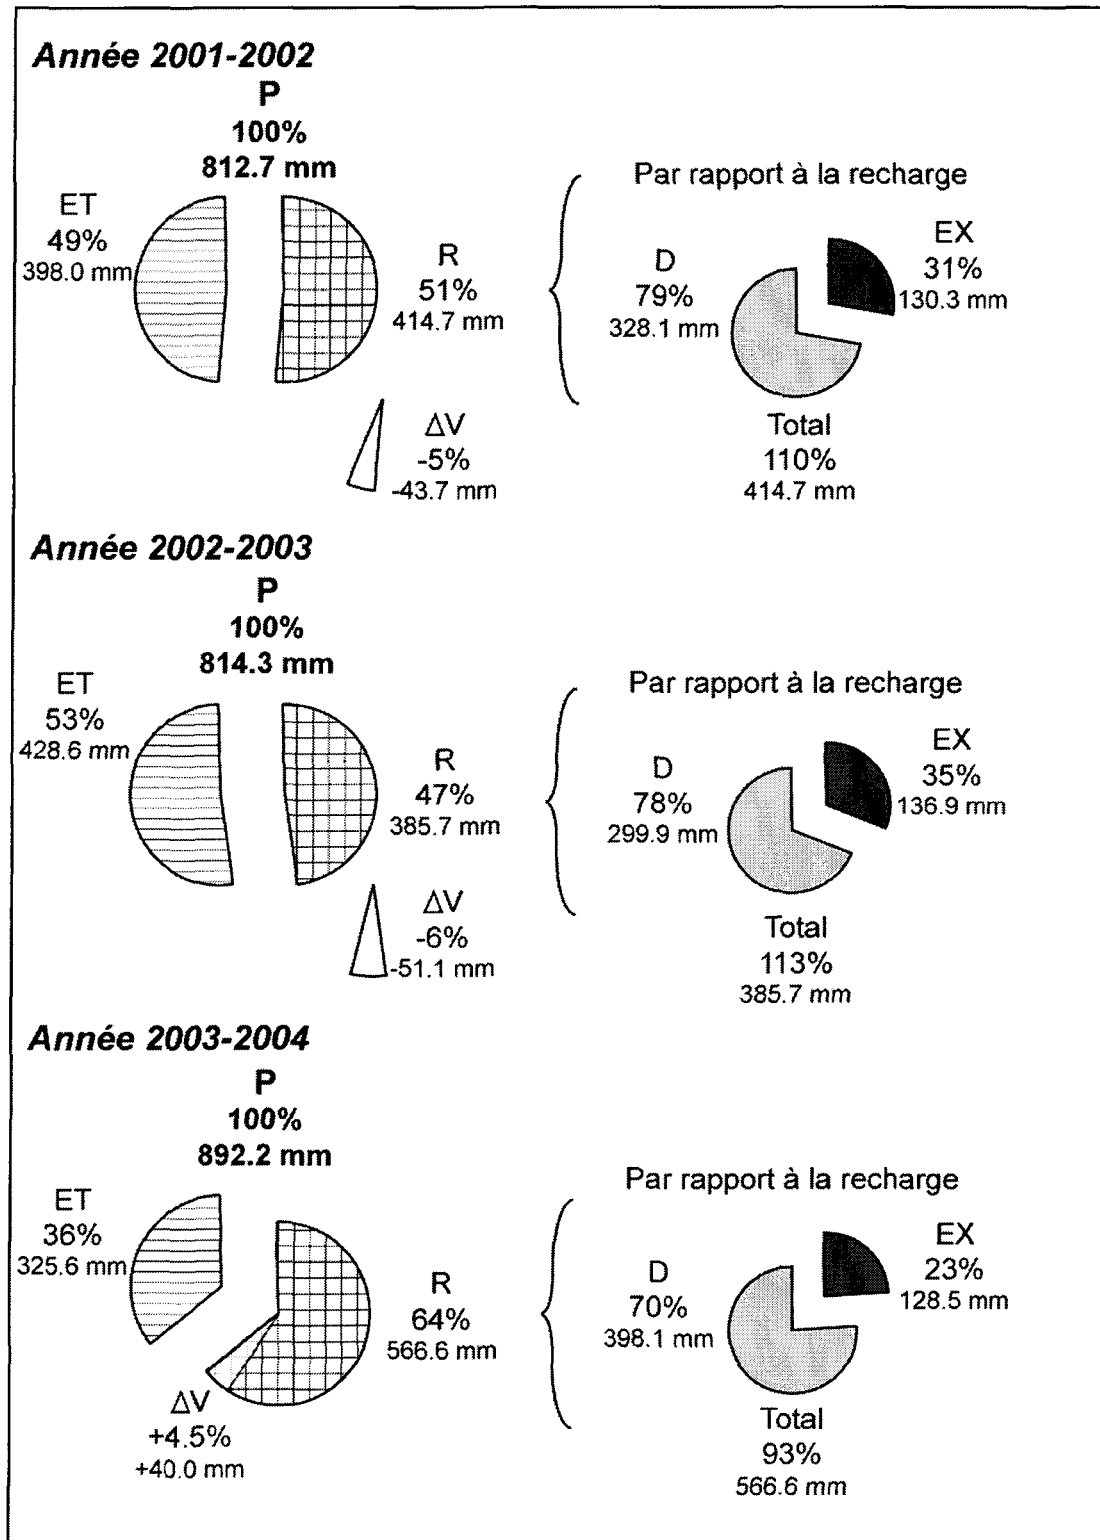 Année 2001-2002
P
100%
812.7 mm
ET
49%
398.0 mm
R
51%
414.7 mm
ΔV
-5%
-43.7 mm
Par rapport à la recharge
D
79%
328.1 mm
EX
31%
130.3 mm
Total
110%
414.7 mm
Année 2002-2003
P
100%
814.3 mm
ET
53%
428.6 mm
R
47%
385.7 mm
ΔV
-6%
-51.1 mm
Par rapport à la recharge
D
78%
299.9 mm
EX
35%
136.9 mm
Total
113%
385.7 mm
Année 2003-2004
P
100%
892.2 mm
ET
36%
325.6 mm
R
64%
566.6 mm
ΔV
+4.5%
+40.0 mm
Par rapport à la recharge
D
70%
398.1 mm
EX
23%
128.5 mm
Total
93%
566.6 mm